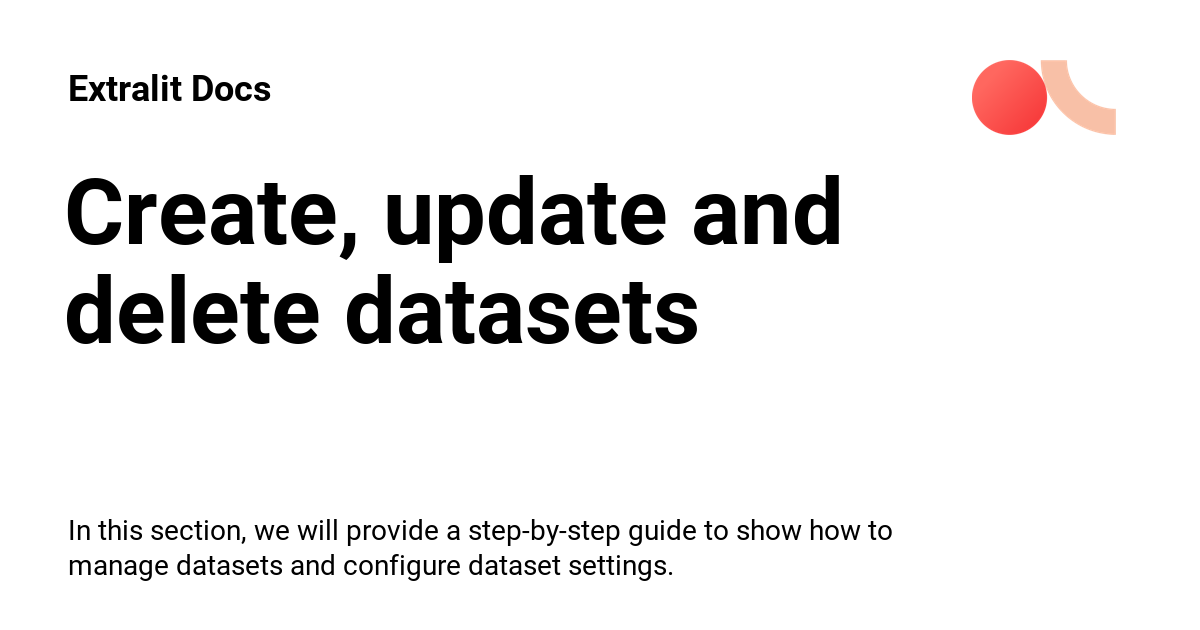 Extralit Docs
Create, update and
delete datasets
In this section, we will provide a step-by-step guide to show how to
manage datasets and configure dataset settings.